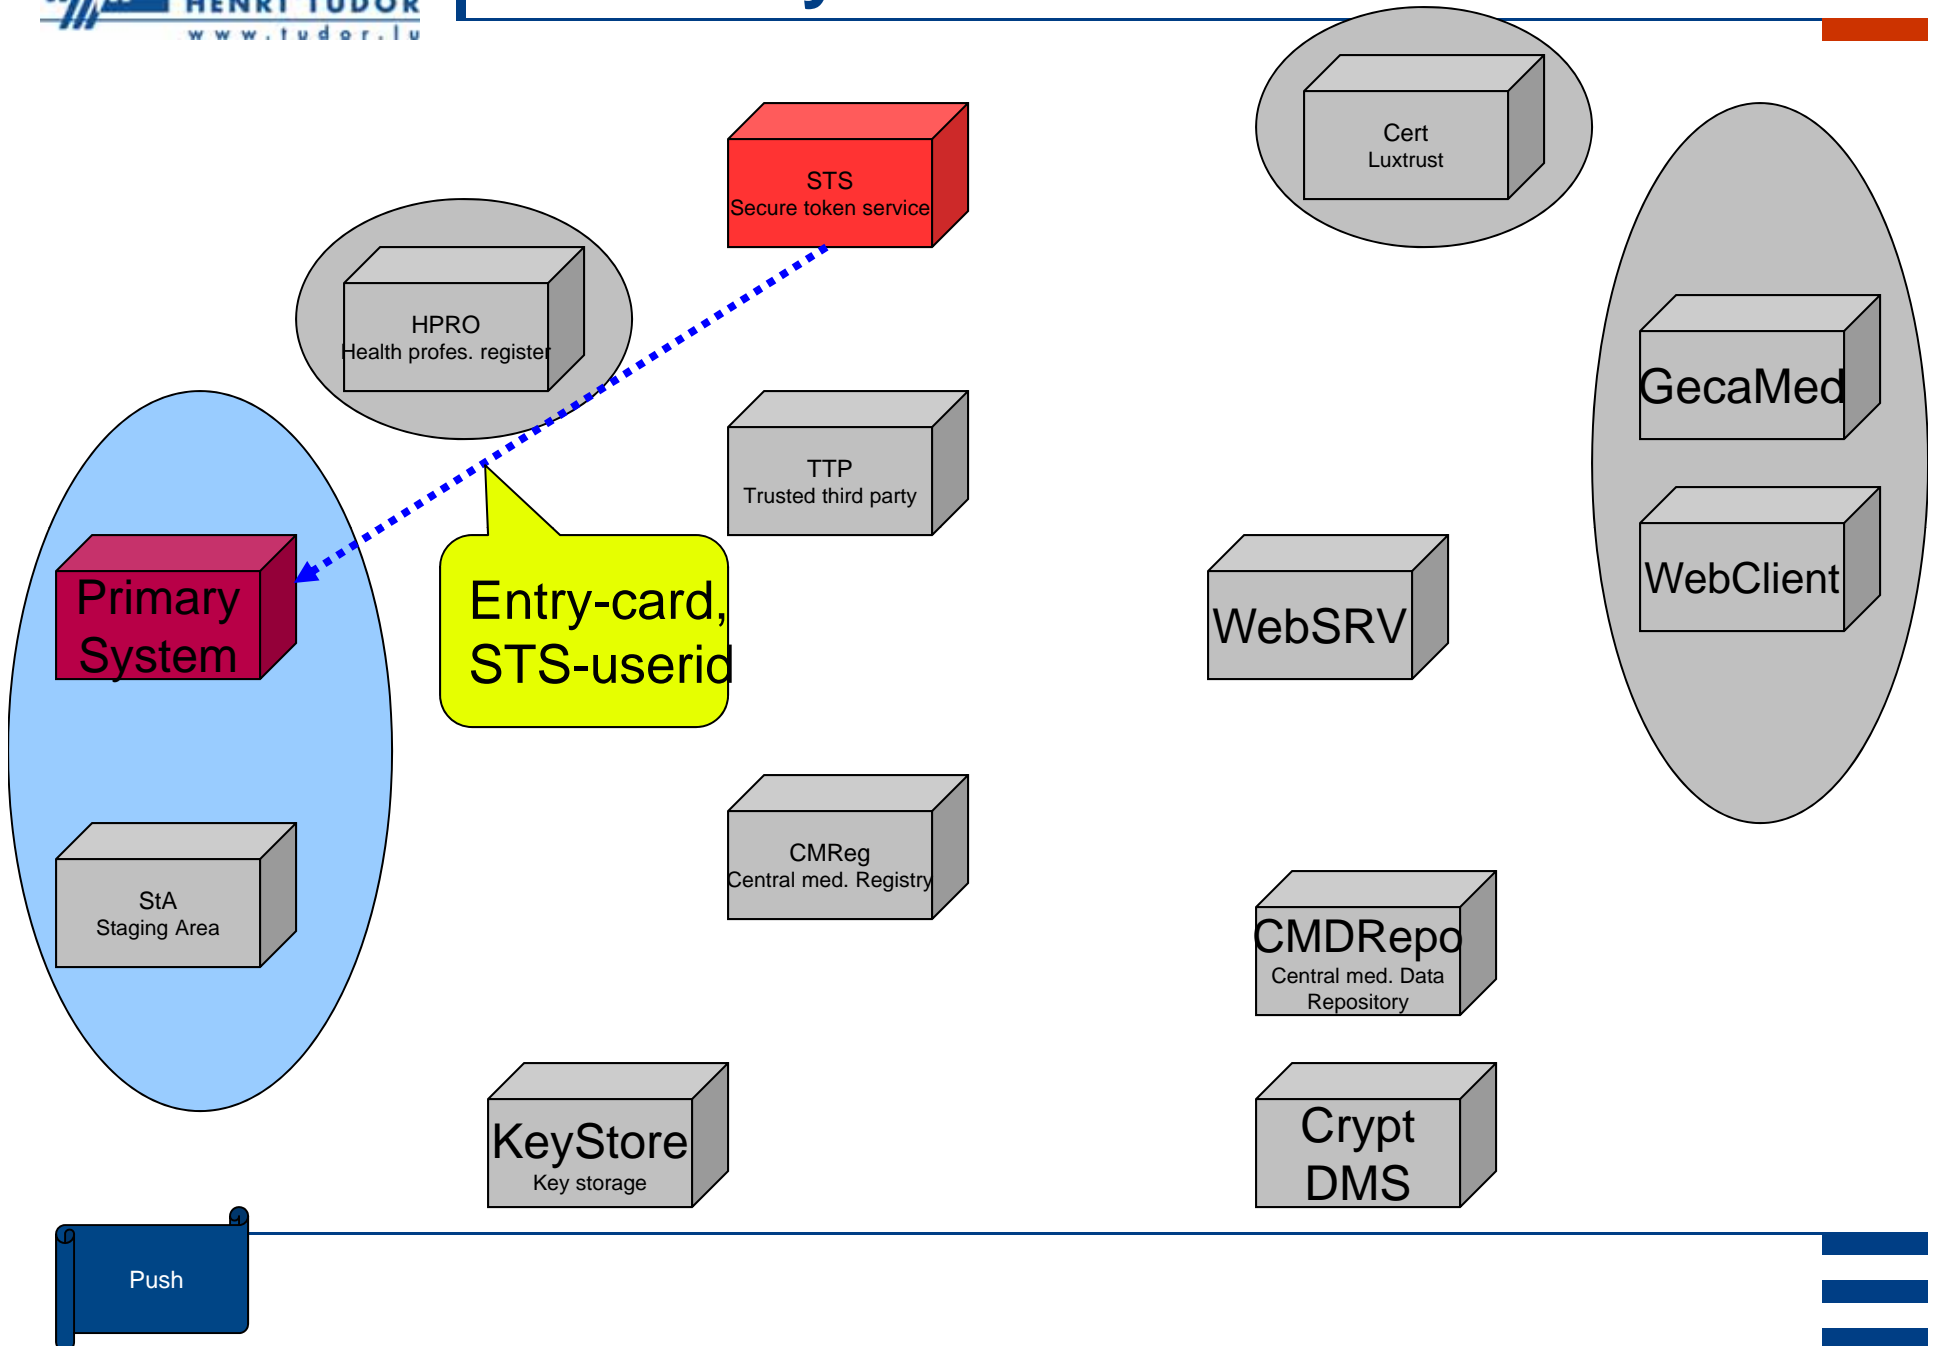 HENRI TUDOR
www.tudor.lu
Cert
Luxtrust
STS
Secure token service
HPRO
Health profes. register
GecaMed
TTP
Trusted third party
WebClient
Primary
System
Entry-card,
STS-userid
WebSRV
CMReg
Central med. Registry
StA
Staging Area
CMDRepo
Central med. Data
Repository
KeyStore
Key storage
Crypt
DMS
Push